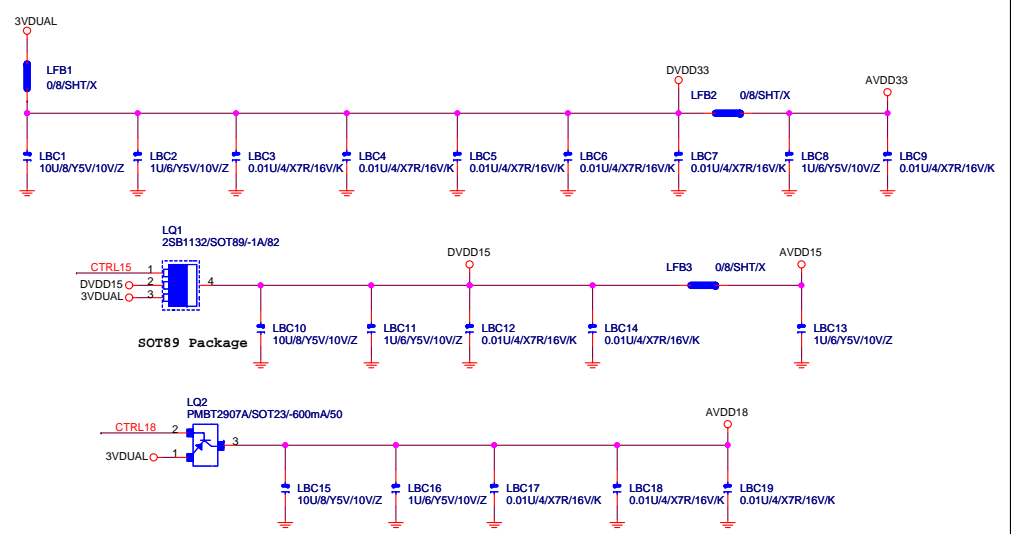 3VDUAL
LFB1
0/8/SHT/X
DVDD33
LFB2 0/8/SHT/X
AVDD33
LBC1
10U/8/Y5V/10V/Z
LBC2
1U/6/Y5V/10V/Z
LBC3
0.01U/4/X7R/16V/K
LBC4
0.01U/4/X7R/16V/K
LBC5
0.01U/4/X7R/16V/K
LBC6
0.01U/4/X7R/16V/K
LBC7
0.01U/4/X7R/16V/K
LBC8
1U/6/Y5V/10V/Z
LBC9
0.01U/4/X7R/16V/K
LQ1
2SB1132/SOT89/-1A/82
CTRL15 1
DVDD15 2
3VDUAL 3
4
SOT89 Package
DVDD15
LFB3 0/8/SHT/X
AVDD15
LBC10
10U/8/Y5V/10V/Z
LBC11
1U/6/Y5V/10V/Z
LBC12
0.01U/4/X7R/16V/K
LBC14
0.01U/4/X7R/16V/K
LBC13
1U/6/Y5V/10V/Z
LQ2
PMBT2907A/SOT23/-600mA/50
CTRL18 2
3VDUAL 1
3
AVDD18
LBC15
10U/8/Y5V/10V/Z
LBC16
1U/6/Y5V/10V/Z
LBC17
0.01U/4/X7R/16V/K
LBC18
0.01U/4/X7R/16V/K
LBC19
0.01U/4/X7R/16V/K